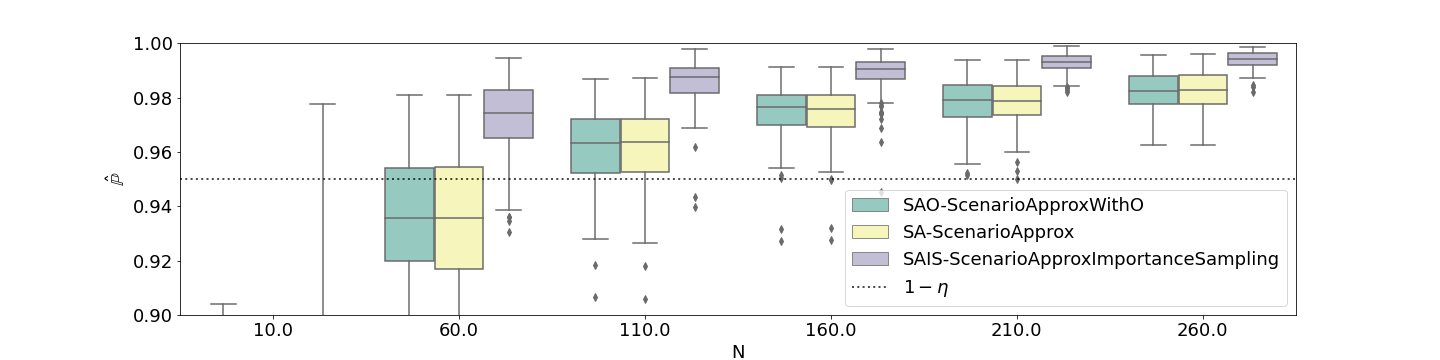 1.00
0.98
0.96
0.94
0.92
0.90
ℙ̂
10.0 60.0 110.0 160.0 210.0 260.0
N
SAO-ScenarioApproxWithO
SA-ScenarioApprox
SAIS-ScenarioApproxImportanceSampling
1 − η